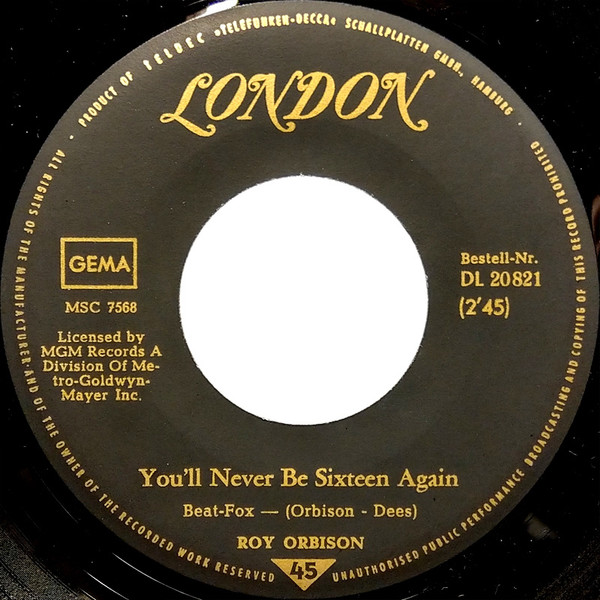 PRODUCT OF TELDEC »TELEFUNKEN-DECCA« SCHALLPLATTEN GMBH., HAMBURG ·
LONDON
GEMA
MSC 7568
Licensed by
MGM Records A
Division Of Me-
tro-Goldwyn-
Mayer Inc.
Bestell-Nr.
DL 20821
(2'45)
You'll Never Be Sixteen Again
Beat-Fox — (Orbison - Dees)
ROY ORBISON
45
ALL RIGHTS OF THE MANUFACTURER·AND OF THE OWNER OF THE RECORDED WORK RESERVED
UNAUTHORISED PUBLIC PERFORMANCE BROADCASTING AND COPYING OF THIS RECORD PROHIBITED